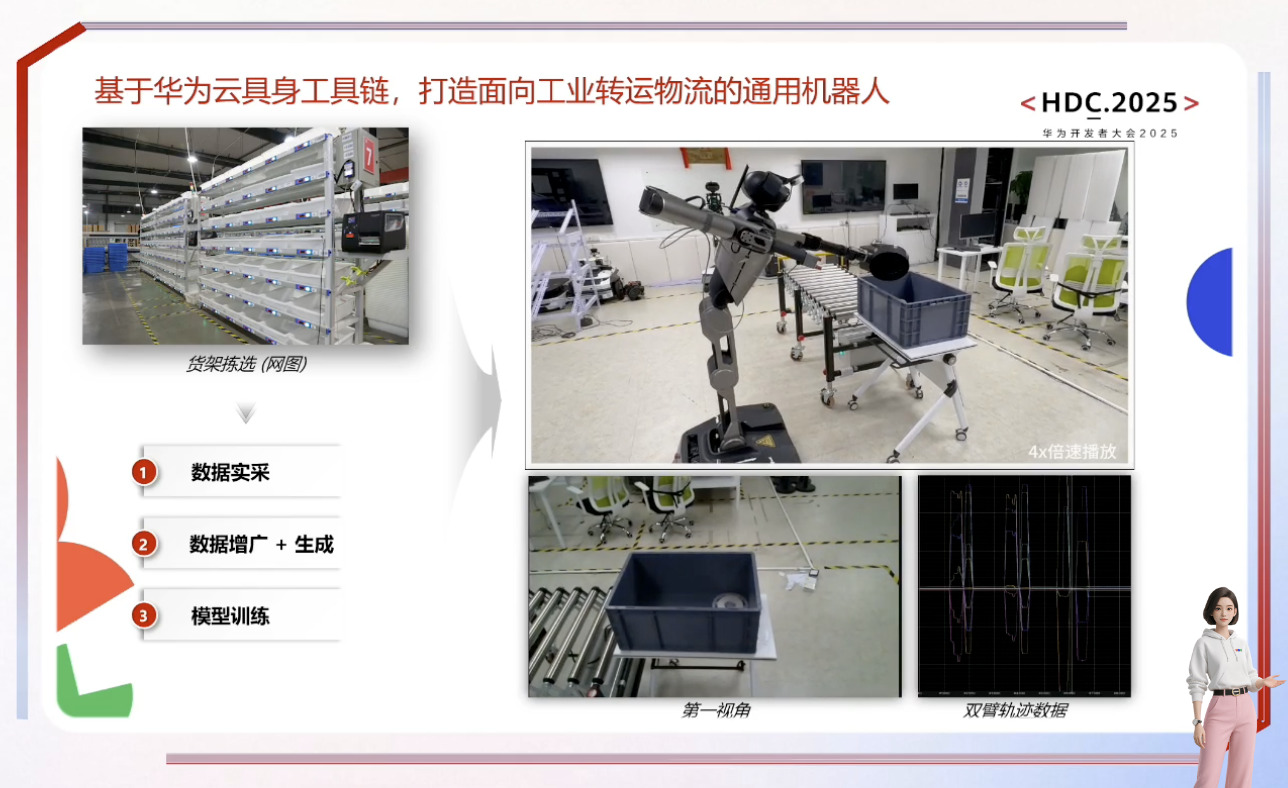 基于华为云具身工具链，打造面向工业转运物流的通用机器人
<HDC.2025>
华为开发者大会2025
7
货架拣选 (网图)
1 数据实采
2 数据增广 + 生成
3 模型训练
4x倍速播放
第一视角
双臂轨迹数据